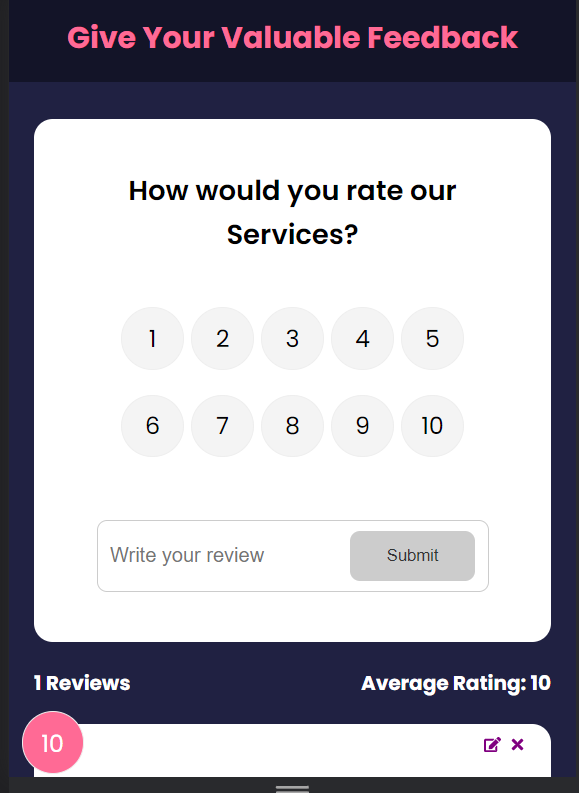 Give Your Valuable Feedback
How would you rate our
Services?
1 2 3 4 5
6 7 8 9 10
Write your review Submit
1 Reviews Average Rating: 10
10